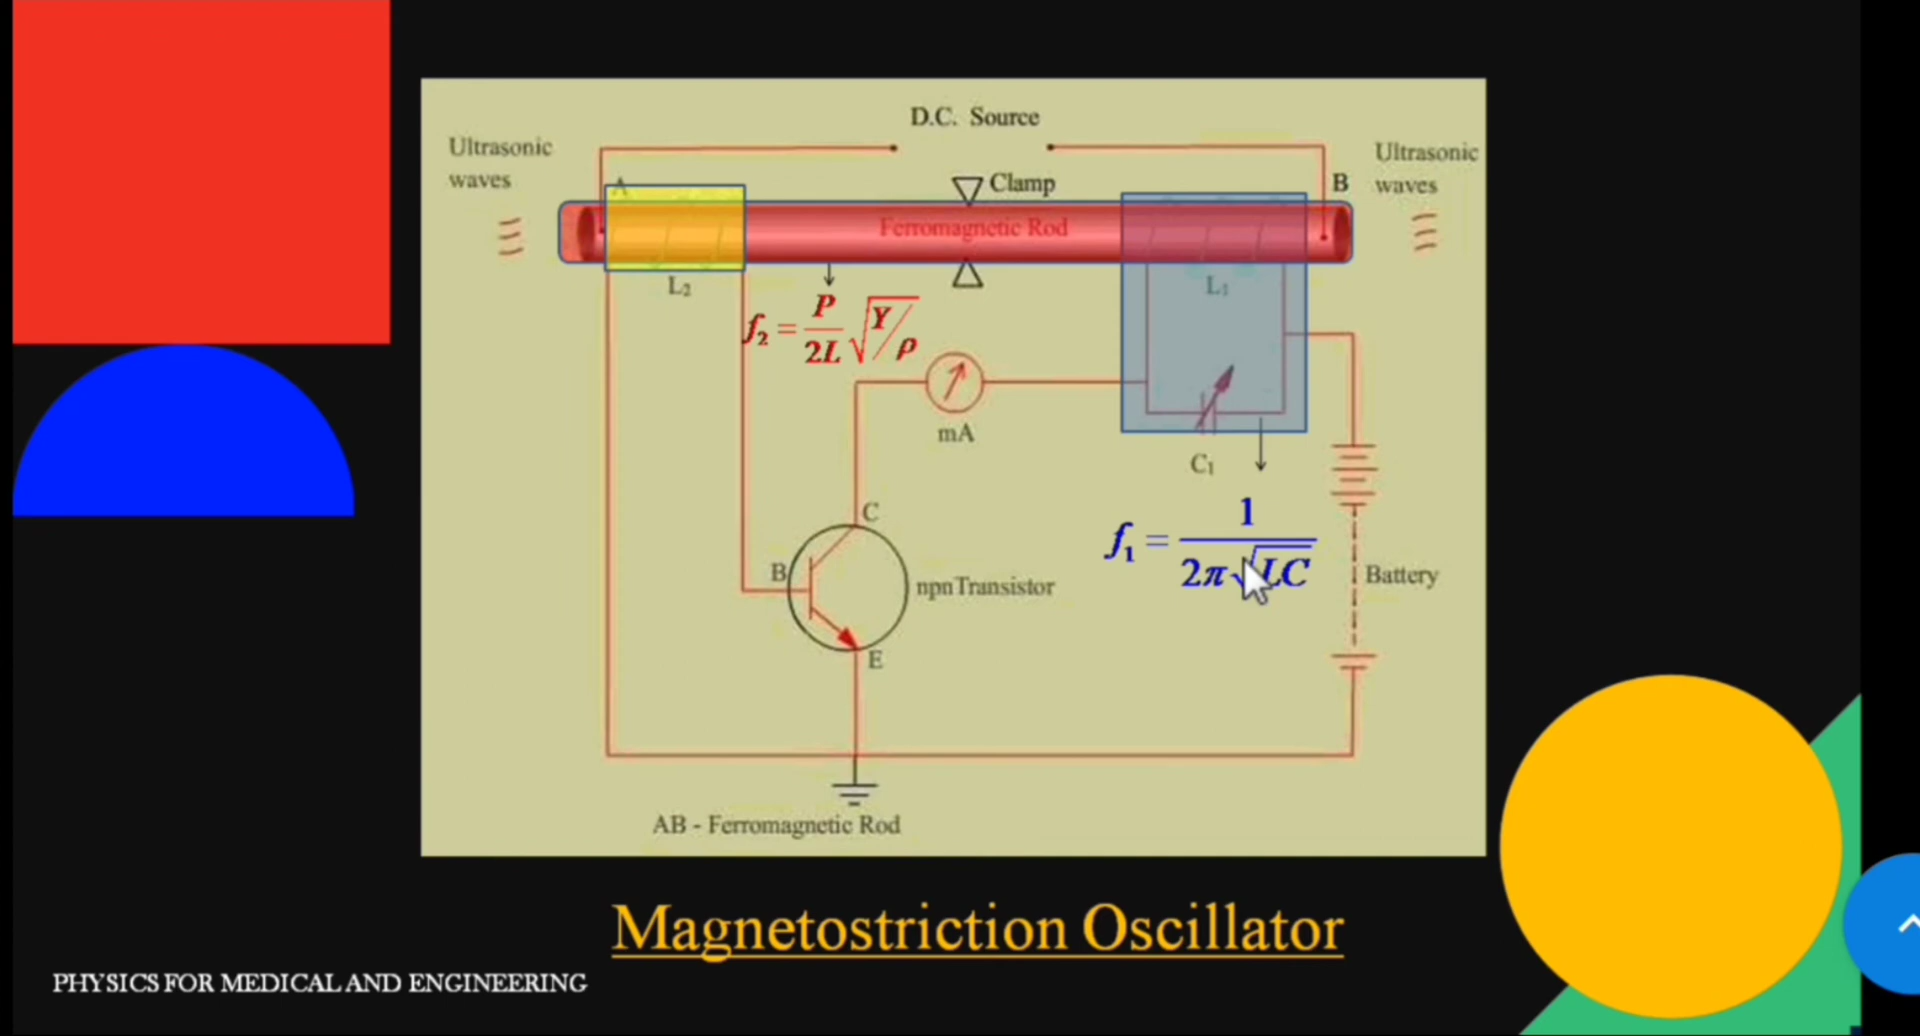 D.C. Source
Ultrasonic
waves
Ultrasonic
waves
A
Clamp
B
Ferromagnetic Rod
L₂
L₁
f₂ = P/2L √(Y/ρ)
mA
C₁
C
f₁ = 1/2π√LC
B
npn Transistor
Battery
E
AB - Ferromagnetic Rod
Magnetostriction Oscillator
PHYSICS FOR MEDICAL AND ENGINEERING